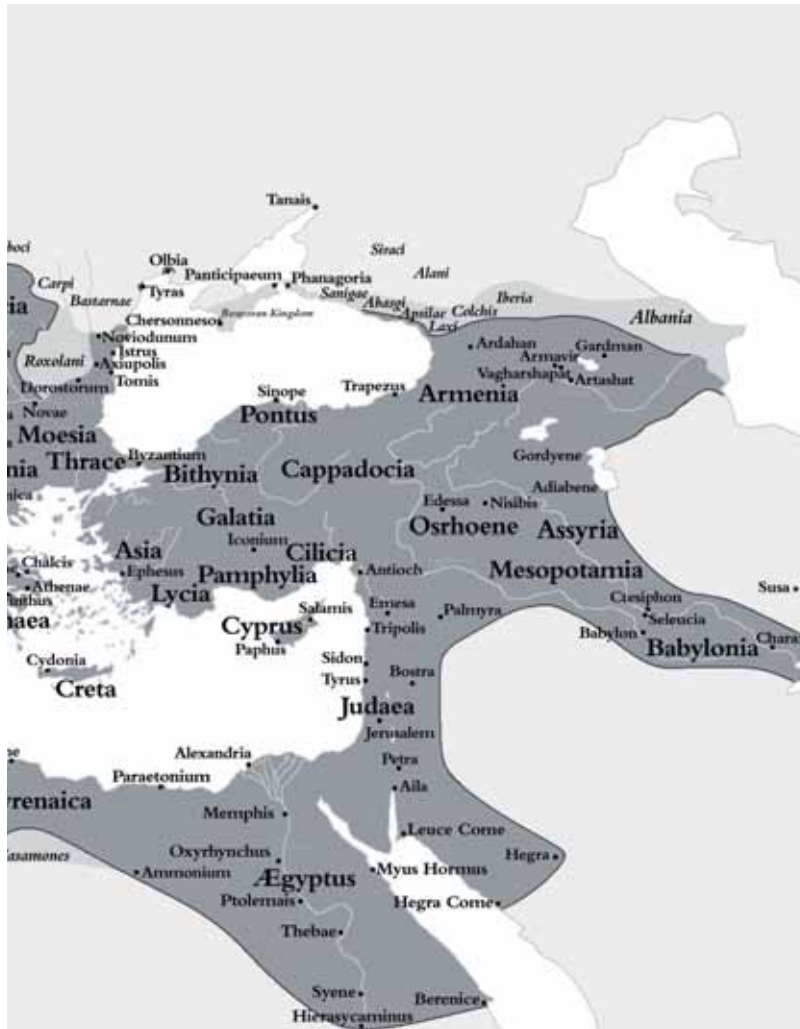 Tanais
Siraci
Olbia
Panticipaeum
Phanagoria
Alani
Carpi
Tyras
Sanigae
Bastarnae
Abasgi
Iberia
Bosporan Kingdom
Apsilae
Colchis
Chersonnesos
Lazi
Albania
Noviodunum
Istrus
Ardahan
Gardman
Roxolani
Axiupolis
Armavir
Tomis
Vagharshapat
Artashat
Dorostorum
Sinope
Trapezus
Armenia
Novae
Pontus
Moesia
Thrace
Byzantium
Gordyene
Bithynia
Cappadocia
Adiabene
Edessa
Nisibis
Galatia
Osrhoene
Assyria
Iconium
Asia
Cilicia
Chalcis
Ephesus
Pamphylia
Antioch
Mesopotamia
Athenae
Susa
Lycia
Ctesiphon
Salamis
Emesa
Palmyra
Seleucia
Cyprus
Tripolis
Babylon
Paphus
Babylonia
Charax
Cydonia
Sidon
Creta
Tyrus
Bostra
Judaea
Jerusalem
Alexandria
Petra
Paraetonium
Aila
yrenaica
Memphis
Leuce Come
Oxyrhynchus
Hegra
Ammonium
Ægyptus
Myus Hormus
Ptolemais
Hegra Come
Thebae
Syene
Berenice
Hierasycaminus